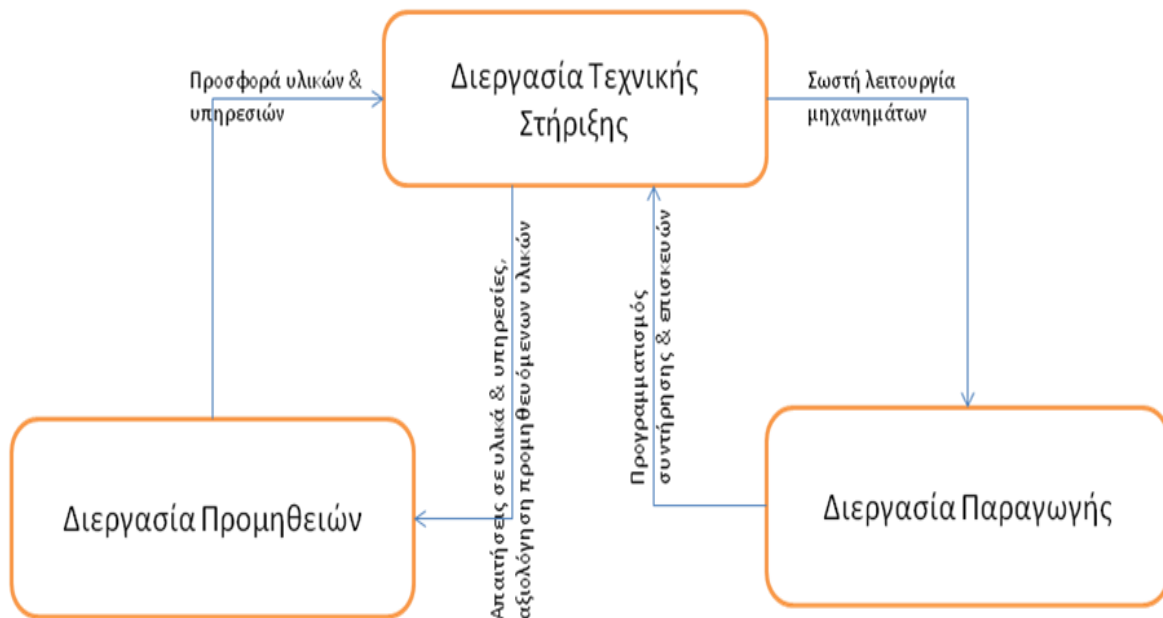 Προσφορά υλικών &
υπηρεσιών
Διεργασία Τεχνικής
Στήριξης
Σωστή λειτουργία
μηχανημάτων
Απαιτήσεις σε υλικά & υπηρεσίες,
αξιολόγηση προμηθευόμενων υλικών
Προγραμματισμός
συντήρησης & επισκευών
Διεργασία Προμηθειών
Διεργασία Παραγωγής